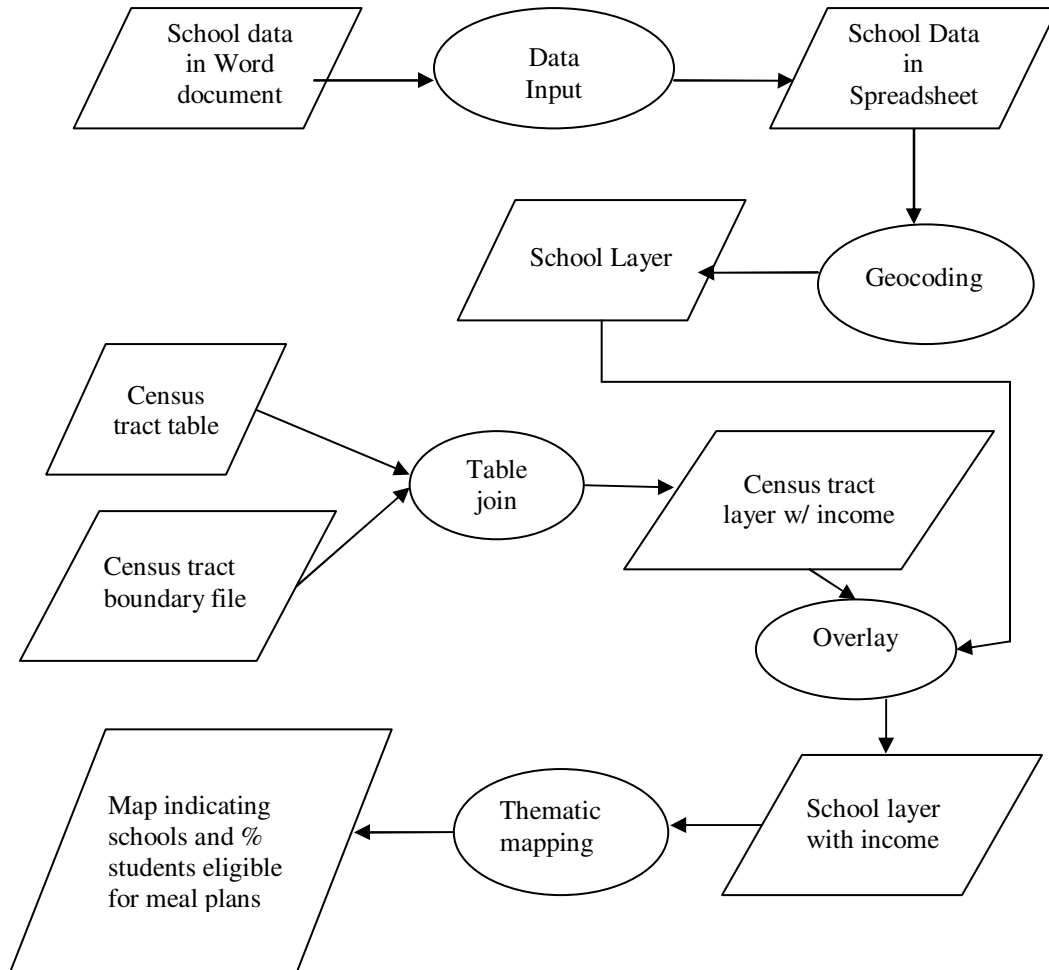 School data
in Word
document
Data
Input
School Data
in
Spreadsheet
School Layer
Geocoding
Census
tract table
Table
join
Census tract
layer w/ income
Census tract
boundary file
Overlay
Map indicating
schools and %
students eligible
for meal plans
Thematic
mapping
School layer
with income